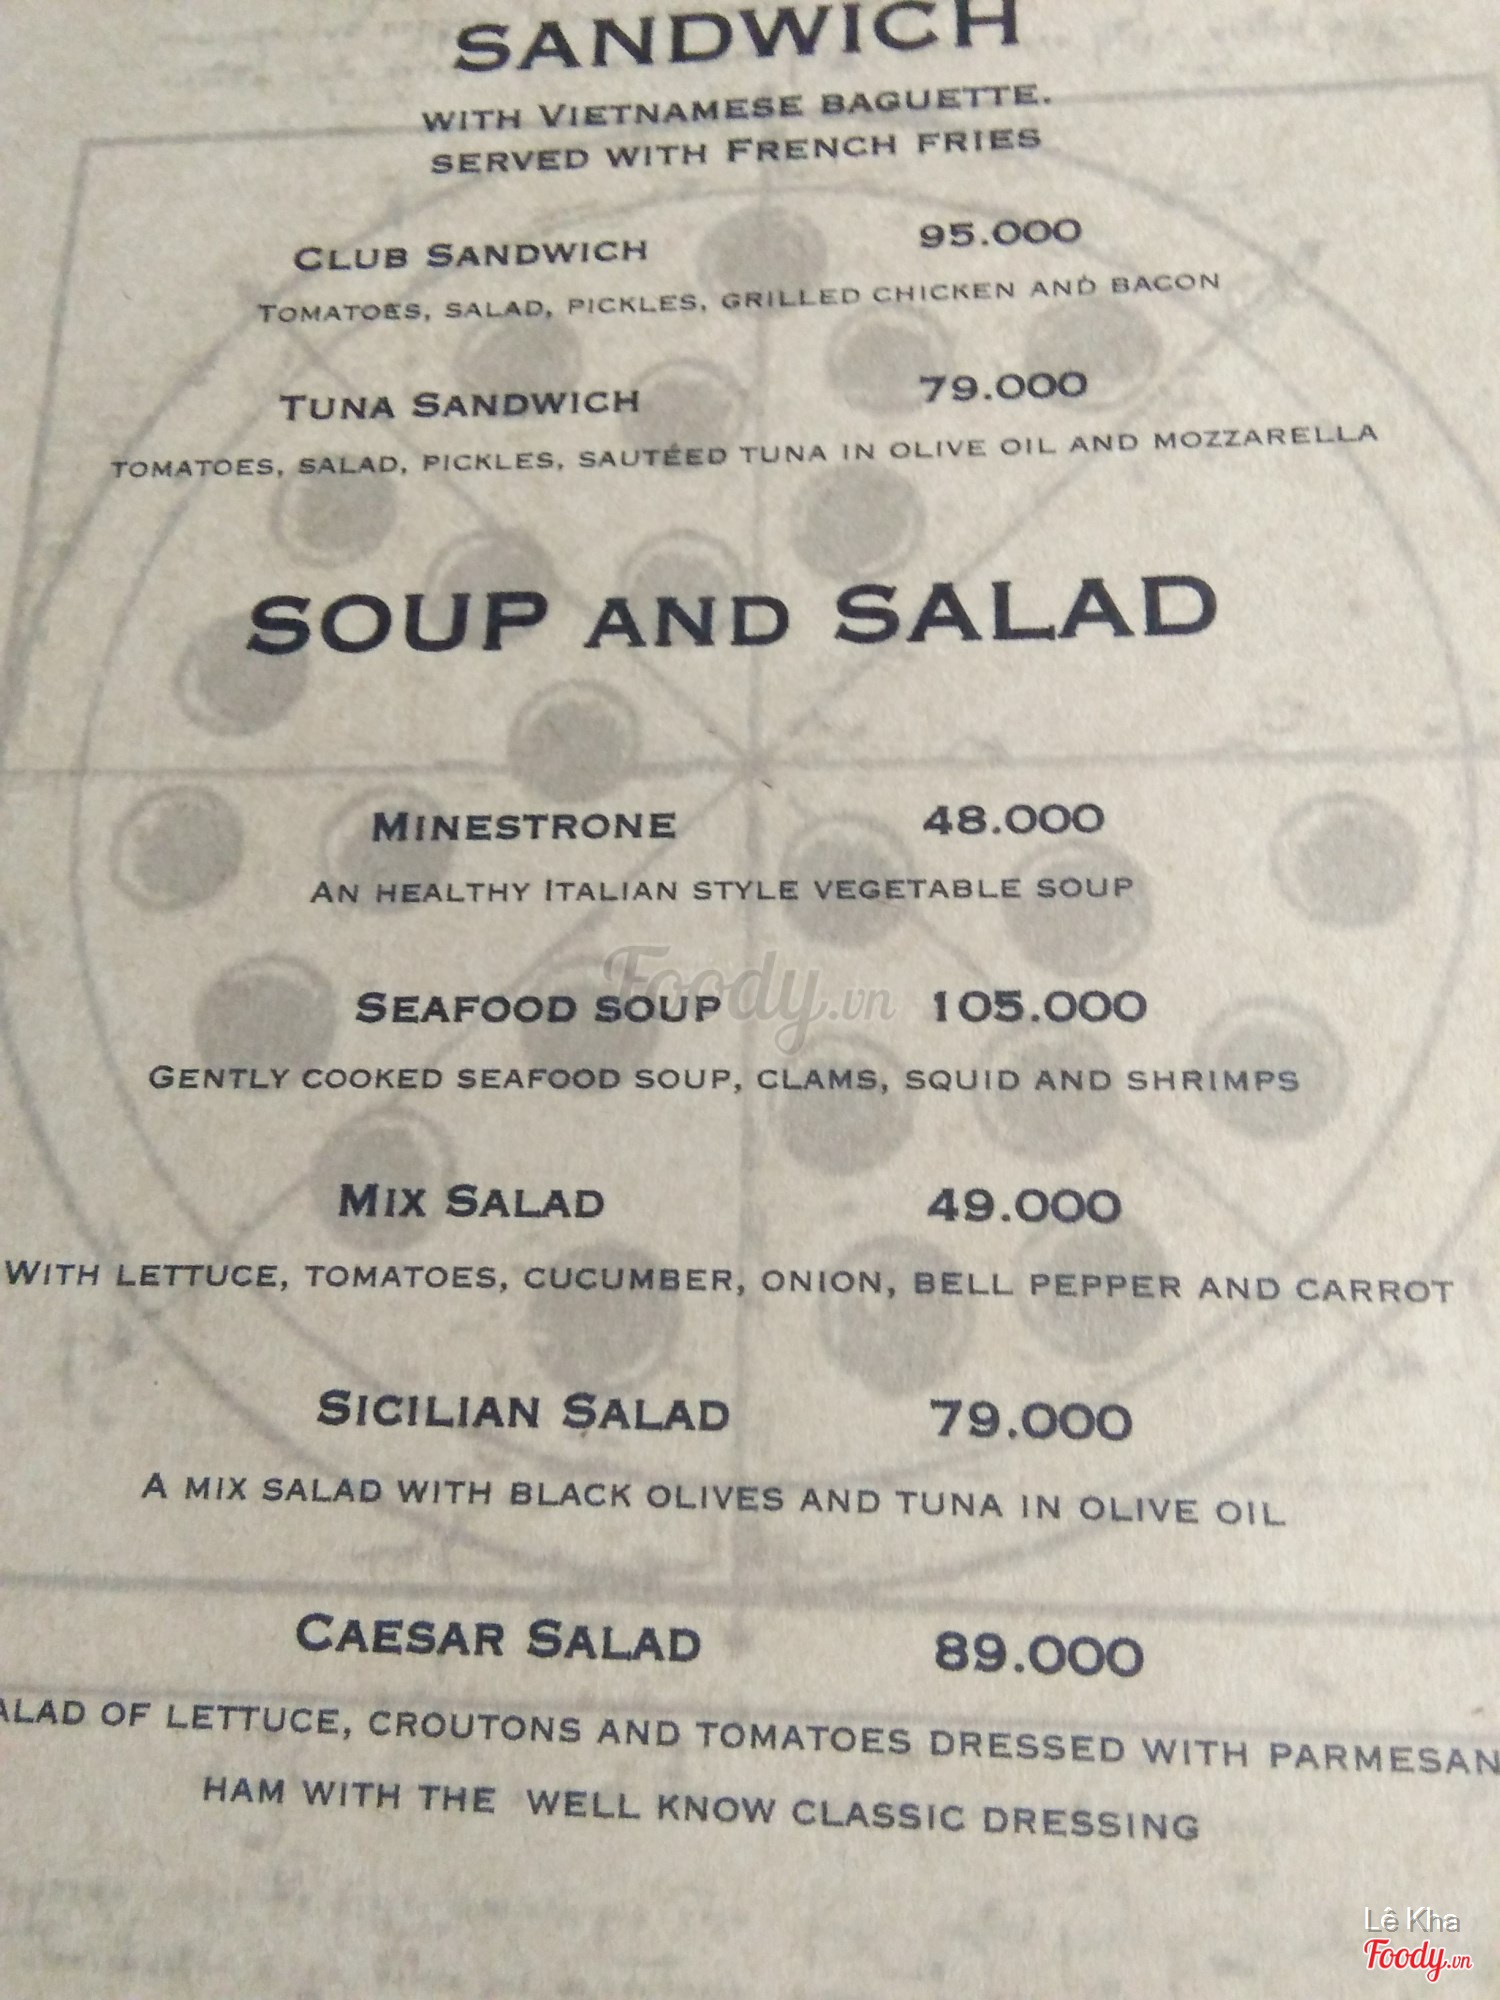 SANDWICH
WITH VIETNAMESE BAGUETTE.
SERVED WITH FRENCH FRIES
CLUB SANDWICH 95.000
TOMATOES, SALAD, PICKLES, GRILLED CHICKEN AND BACON
TUNA SANDWICH 79.000
TOMATOES, SALAD, PICKLES, SAUTÉED TUNA IN OLIVE OIL AND MOZZARELLA
SOUP AND SALAD
MINESTRONE 48.000
AN HEALTHY ITALIAN STYLE VEGETABLE SOUP
SEAFOOD SOUP 105.000
GENTLY COOKED SEAFOOD SOUP, CLAMS, SQUID AND SHRIMPS
MIX SALAD 49.000
WITH LETTUCE, TOMATOES, CUCUMBER, ONION, BELL PEPPER AND CARROT
SICILIAN SALAD 79.000
A MIX SALAD WITH BLACK OLIVES AND TUNA IN OLIVE OIL
CAESAR SALAD 89.000
ALAD OF LETTUCE, CROUTONS AND TOMATOES DRESSED WITH PARMESAN
HAM WITH THE WELL KNOW CLASSIC DRESSING
Foody.vn
Lê Kha
Foody.vn